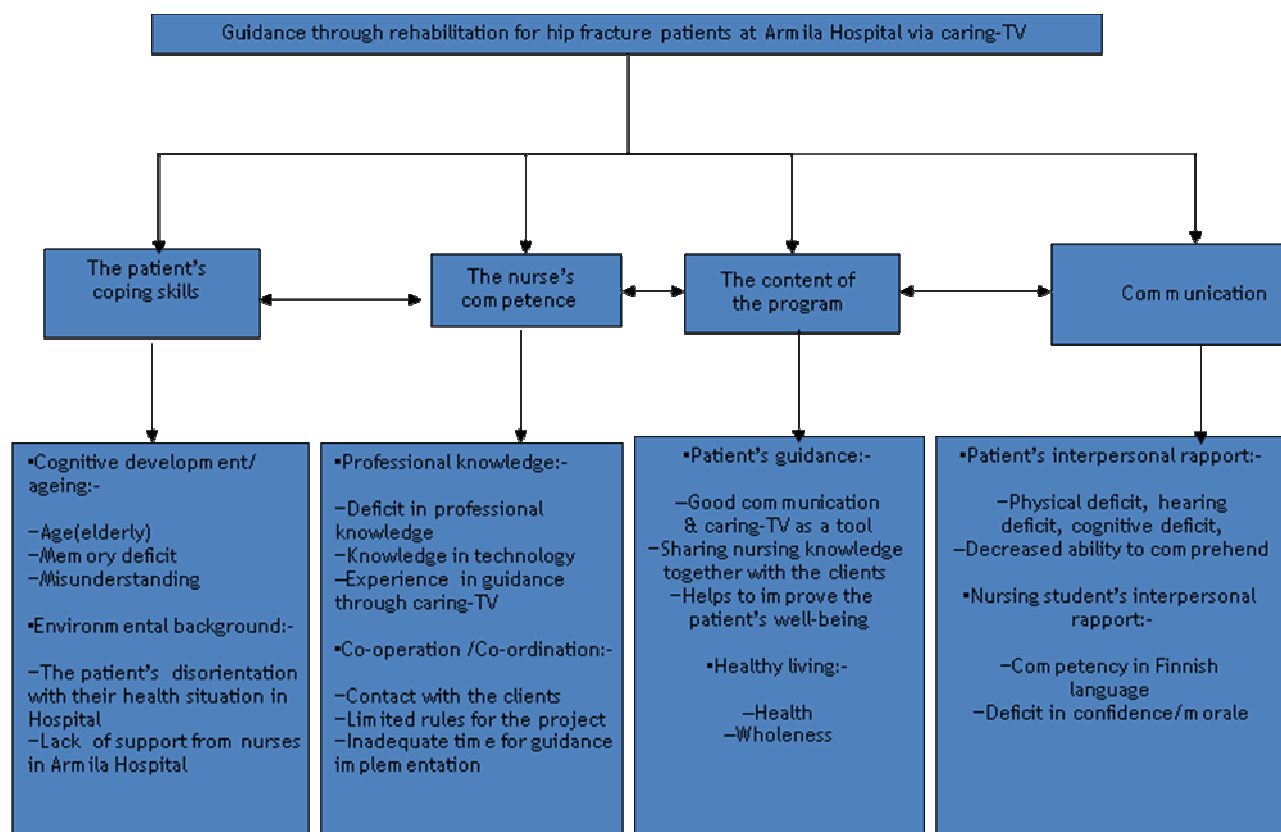 Guidance through rehabilitation for hip fracture patients at Armila Hospital via caring-TV
The patient's
coping skills
The nurse's
competence
The content of
the program
Communication
▪Cognitive development/
ageing:-
–Age(elderly)
–Memory deficit
–Misunderstanding
▪Environmental background:-
–The patient's disorientation
with their health situation in
Hospital
–Lack of support from nurses
in Armila Hospital
▪Professional knowledge:-
–Deficit in professional
knowledge
–Knowledge in technology
–Experience in guidance
through caring-TV
▪Co-operation /Co-ordination:-
–Contact with the clients
–Limited rules for the project
–Inadequate time for guidance
implementation
▪Patient's guidance:-
–Good communication
& caring-TV as a tool
–Sharing nursing knowledge
together with the clients
–Helps to improve the
patient's well-being
▪Healthy living:-
–Health
–Wholeness
▪Patient's interpersonal rapport:-
–Physical deficit, hearing
deficit, cognitive deficit,
–Decreased ability to comprehend
▪Nursing student's interpersonal
rapport:-
–Competency in Finnish
language
–Deficit in confidence/morale